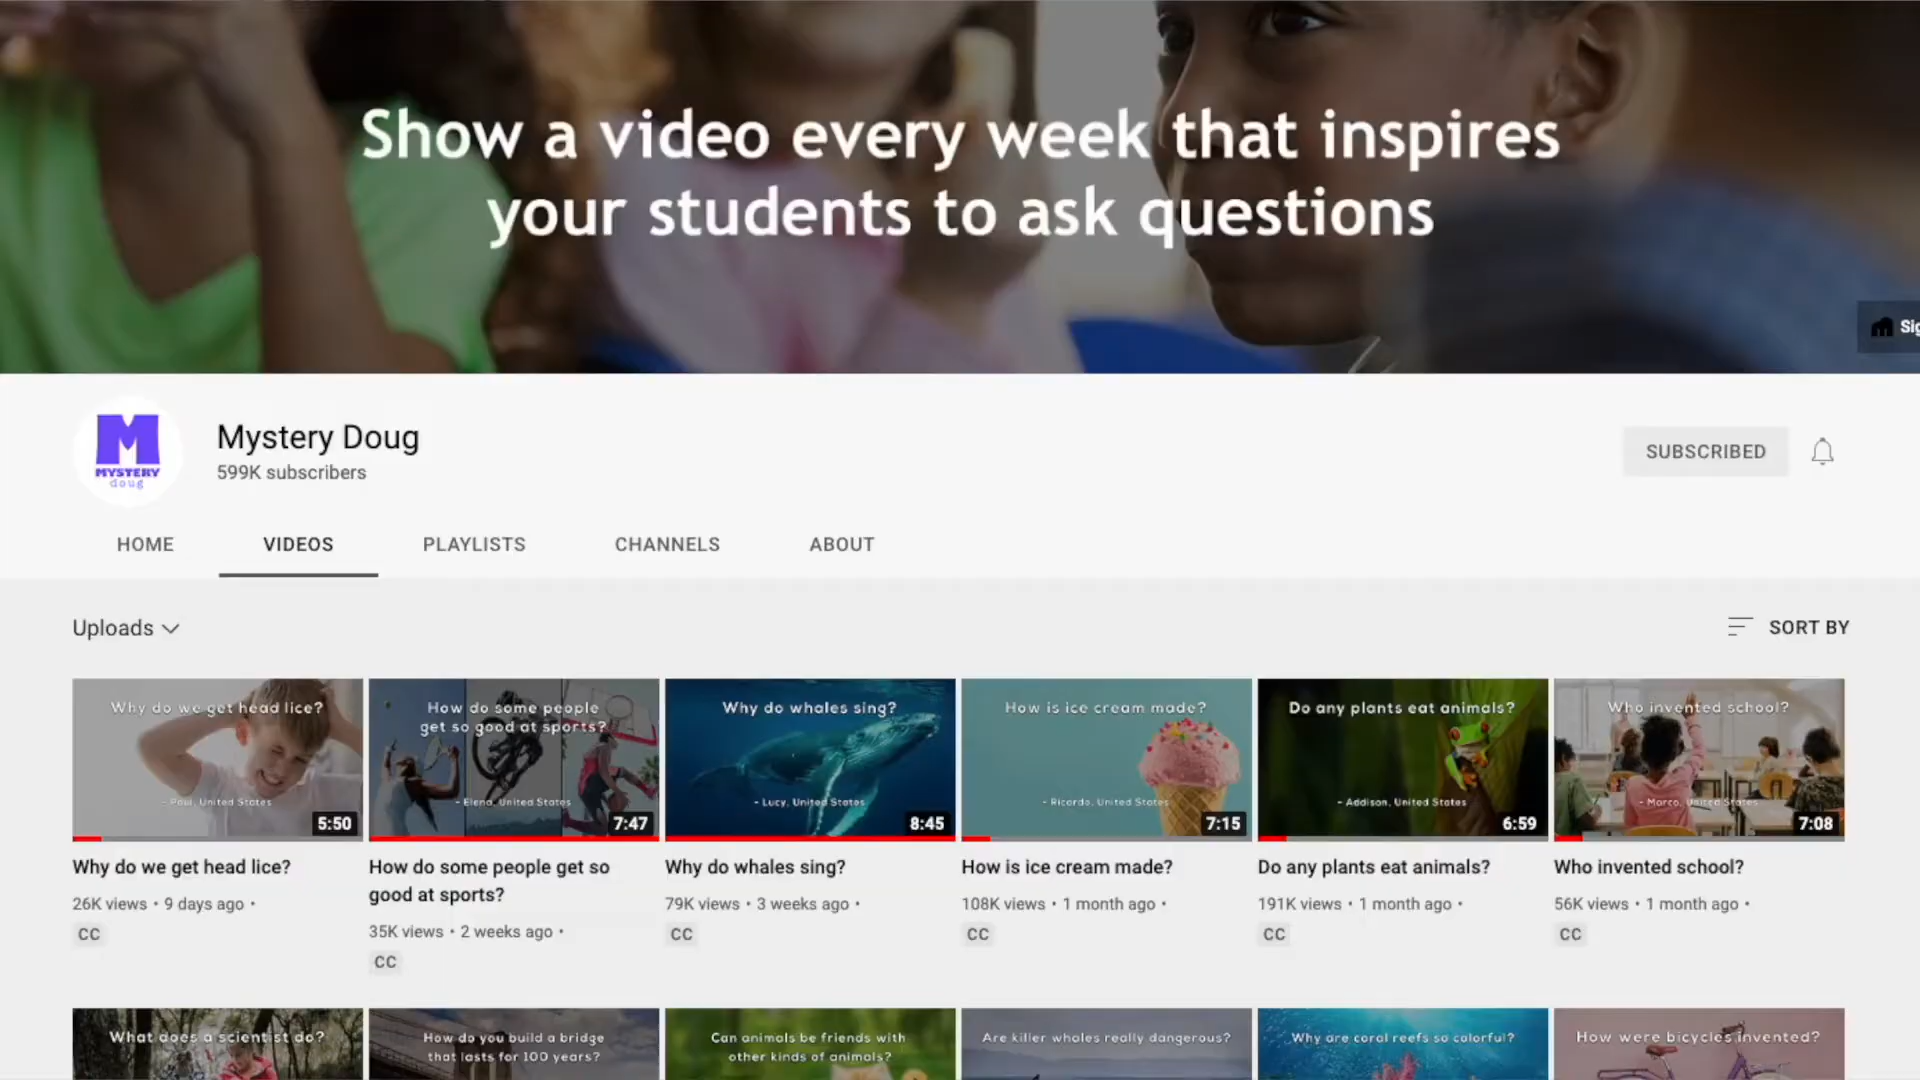 Show a video every week that inspires
your students to ask questions
M
MYSTERY
doug
Mystery Doug
599K subscribers
SUBSCRIBED
HOME
VIDEOS
PLAYLISTS
CHANNELS
ABOUT
Uploads
SORT BY
Why do we get head lice?
- Paul, United States
5:50
Why do we get head lice?
26K views • 9 days ago •
CC
How do some people
get so good at sports?
- Elena, United States
7:47
How do some people get so
good at sports?
35K views • 2 weeks ago •
CC
Why do whales sing?
- Lucy, United States
8:45
Why do whales sing?
79K views • 3 weeks ago •
CC
How is ice cream made?
- Ricardo, United States
7:15
How is ice cream made?
108K views • 1 month ago •
CC
Do any plants eat animals?
- Addison, United States
6:59
Do any plants eat animals?
191K views • 1 month ago •
CC
Who invented school?
- Marco, United States
7:08
Who invented school?
56K views • 1 month ago •
CC
What does a scientist do?
How do you build a bridge
that lasts for 100 years?
Can animals be friends with
other kinds of animals?
Are killer whales really dangerous?
Why are coral reefs so colorful?
How were bicycles invented?